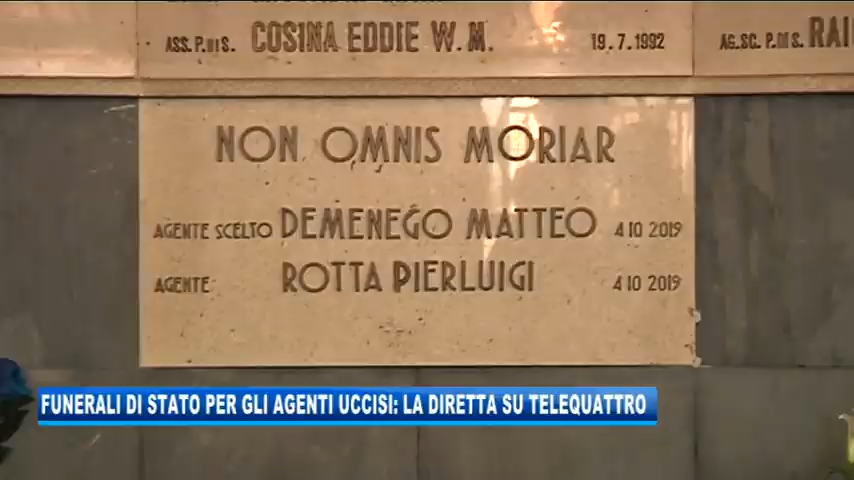 ASS. P. DI S. COSINA EDDIE W. M. 19.7.1992
AG.SC. P. DI S. RAI
NON OMNIS MORIAR
AGENTE SCELTO DEMENEGO MATTEO 4 10 2019
AGENTE ROTTA PIERLUIGI 4 10 2019
FUNERALI DI STATO PER GLI AGENTI UCCISI: LA DIRETTA SU TELEQUATTRO